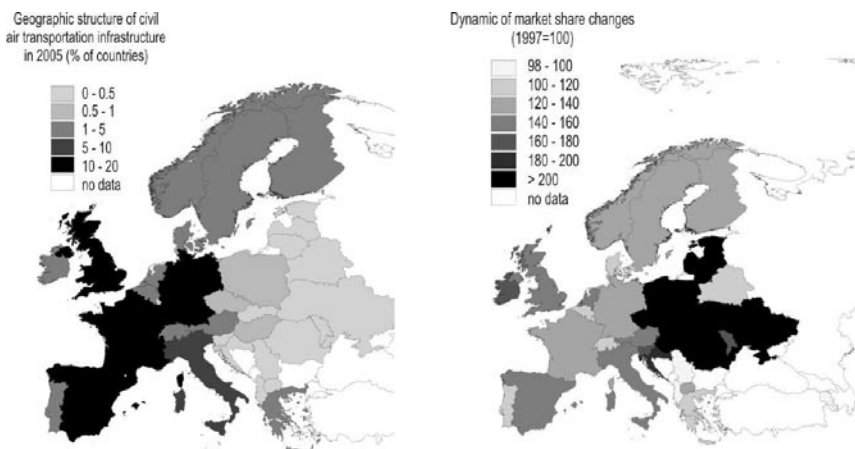 Geographic structure of civil
air transportation infrastructure
in 2005 (% of countries)
0 - 0.5
0.5 - 1
1 - 5
5 - 10
10 - 20
no data
Dynamic of market share changes
(1997=100)
98 - 100
100 - 120
120 - 140
140 - 160
160 - 180
180 - 200
> 200
no data